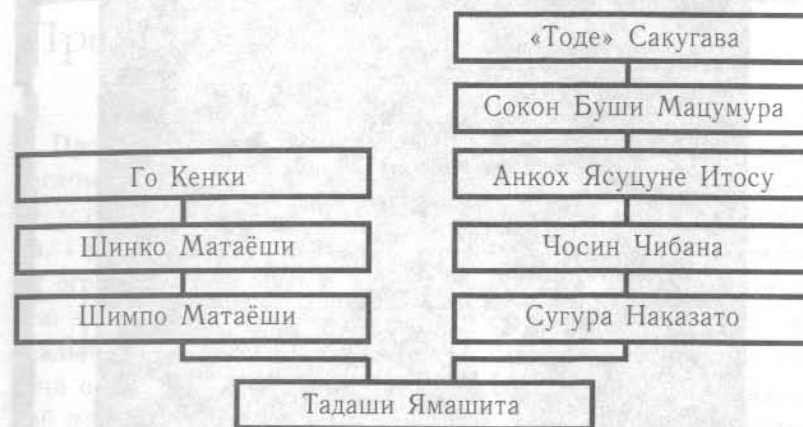 «Тоде» Сакугава
Сокон Буши Мацумура
Го Кенки
Анкох Ясуцуне Итосу
Шинко Матаёши
Чосин Чибана
Шимпо Матаёши
Сугура Наказато
Тадаши Ямашита